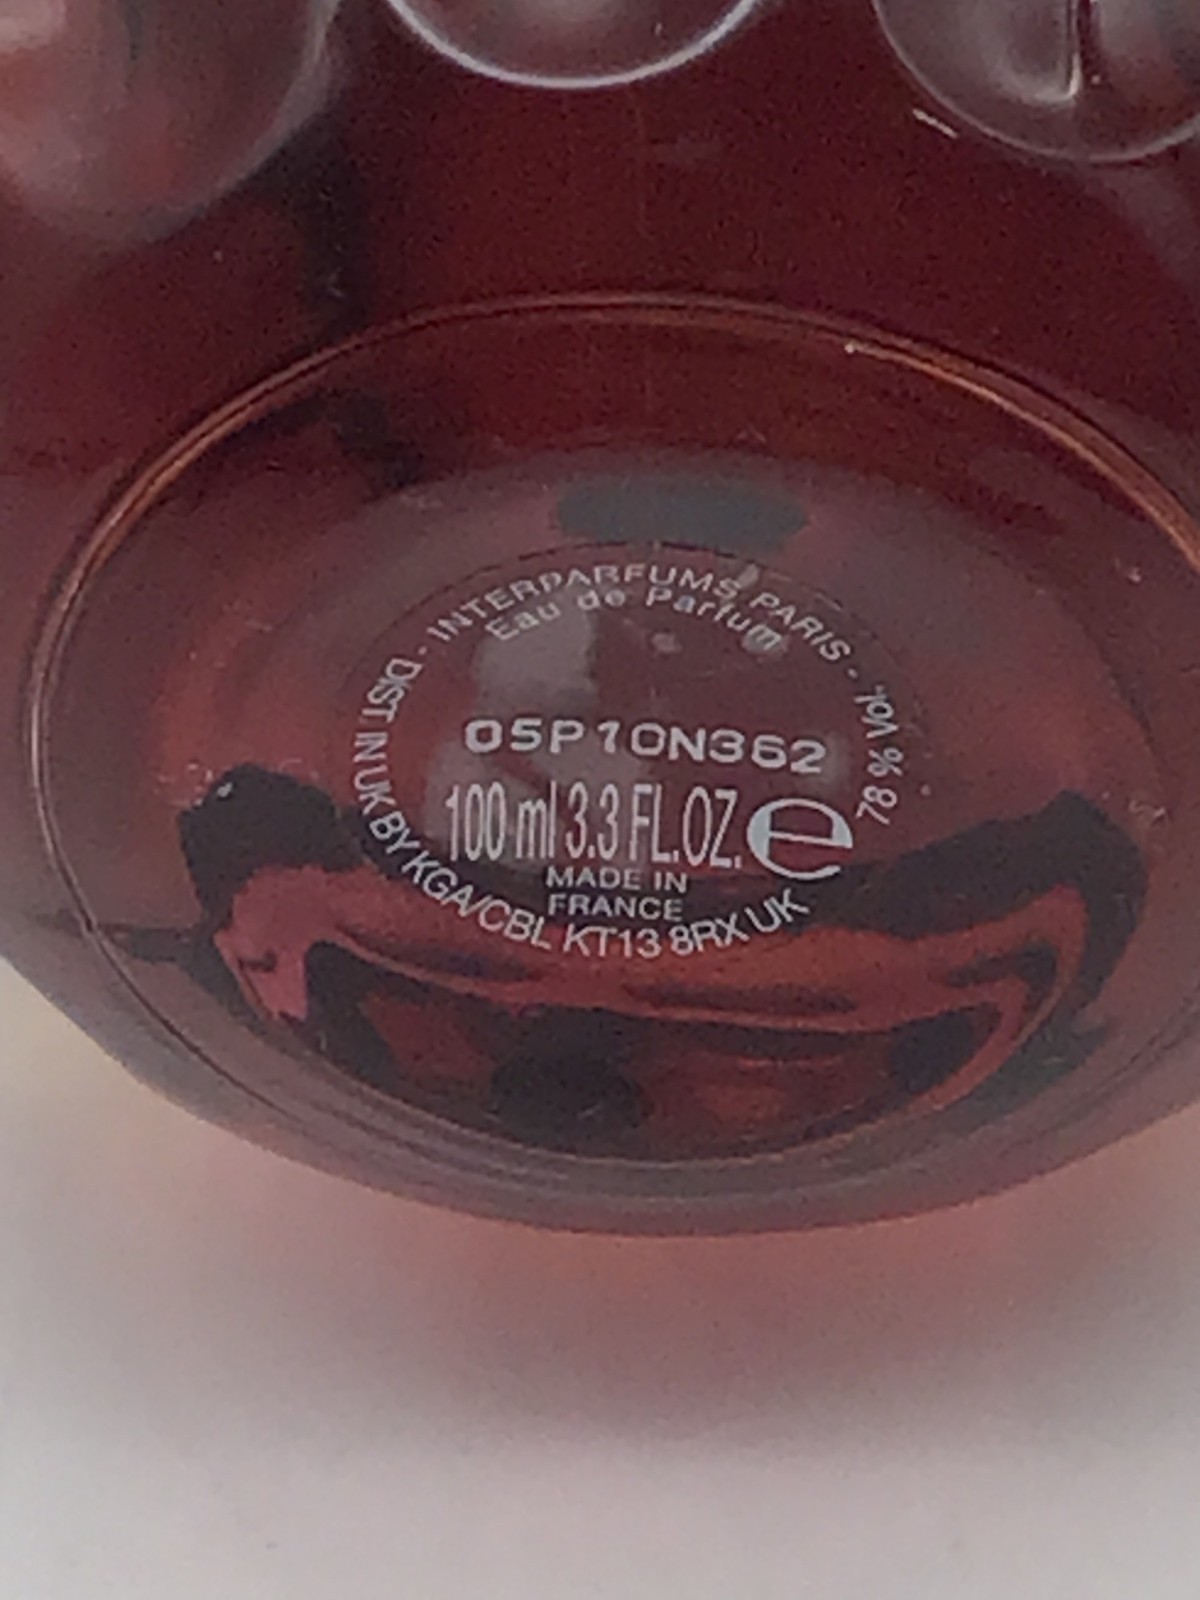 - INTERPARFUMS PARIS - 78 % Vol.
Eau de Parfum
05P10N362
100 ml 3.3 FL.OZ. e
MADE IN
FRANCE
DIST. IN UK BY KGA/CBL KT13 8RX UK